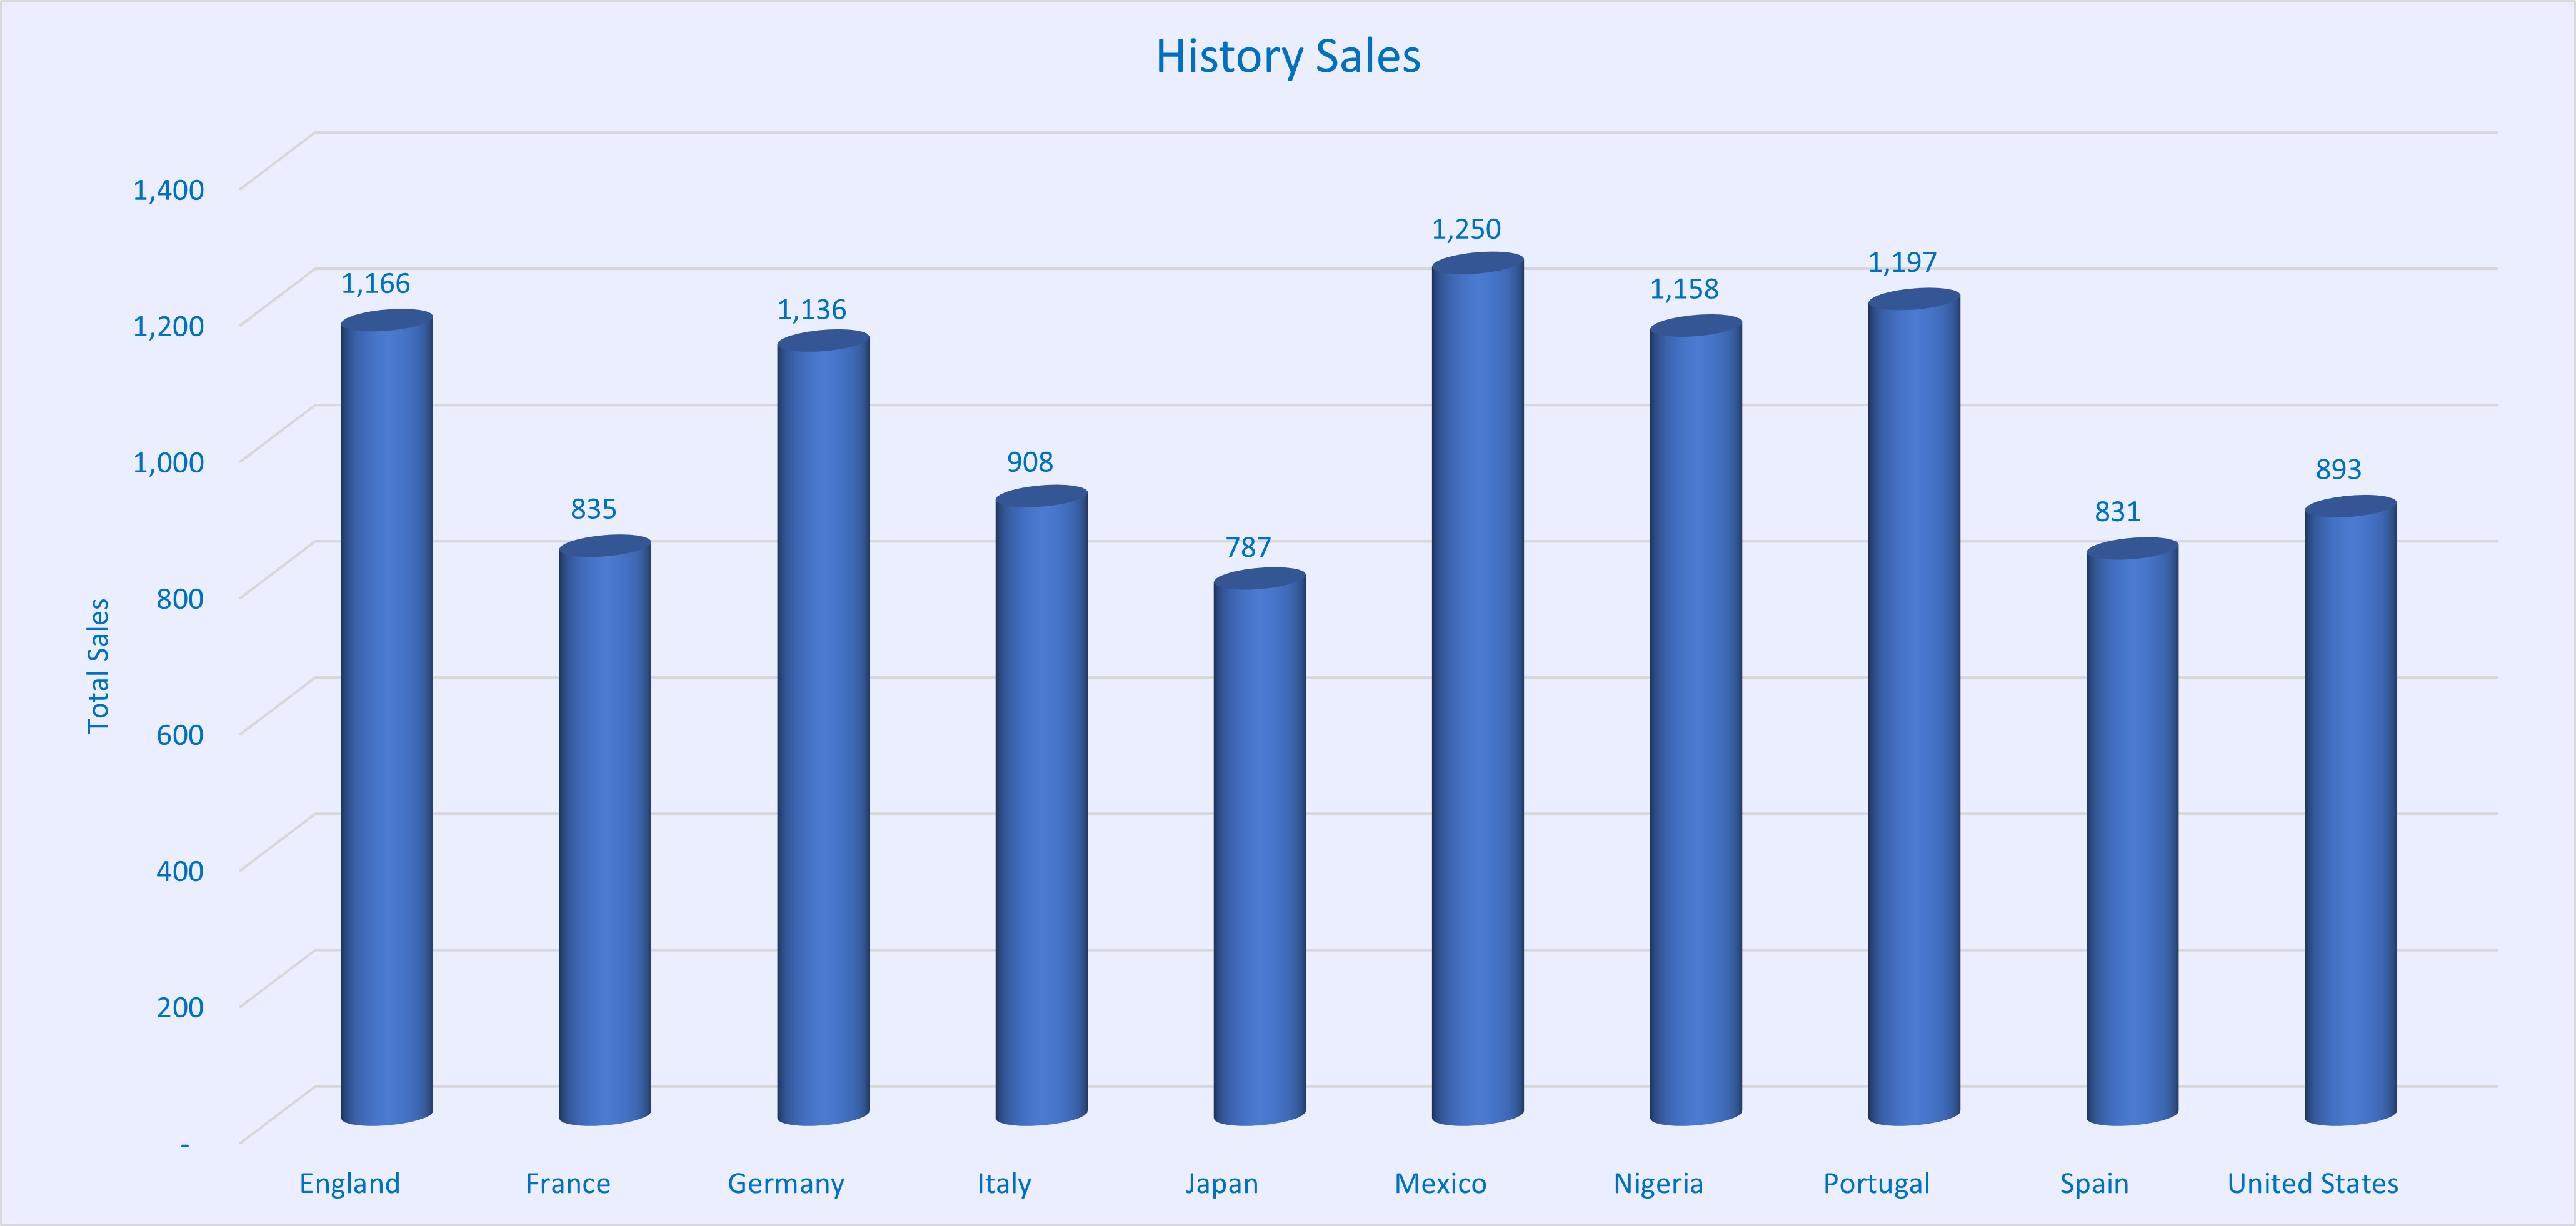 History Sales
1,400
1,200
1,000
800
600
400
200
-
Total Sales
1,166
835
1,136
908
787
1,250
1,158
1,197
831
893
England
France
Germany
Italy
Japan
Mexico
Nigeria
Portugal
Spain
United States